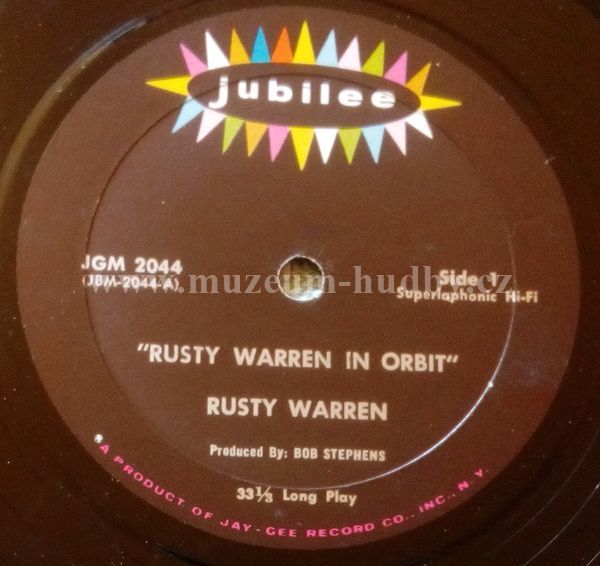 jubilee
JGM 2044
(JBM-2044-A)
Side 1
Superlaphonic Hi-Fi
www.muzeum-hudby.cz
"RUSTY WARREN IN ORBIT"
RUSTY WARREN
Produced By: BOB STEPHENS
33⅓ Long Play
A PRODUCT OF JAY-GEE RECORD CO., INC., N.Y.